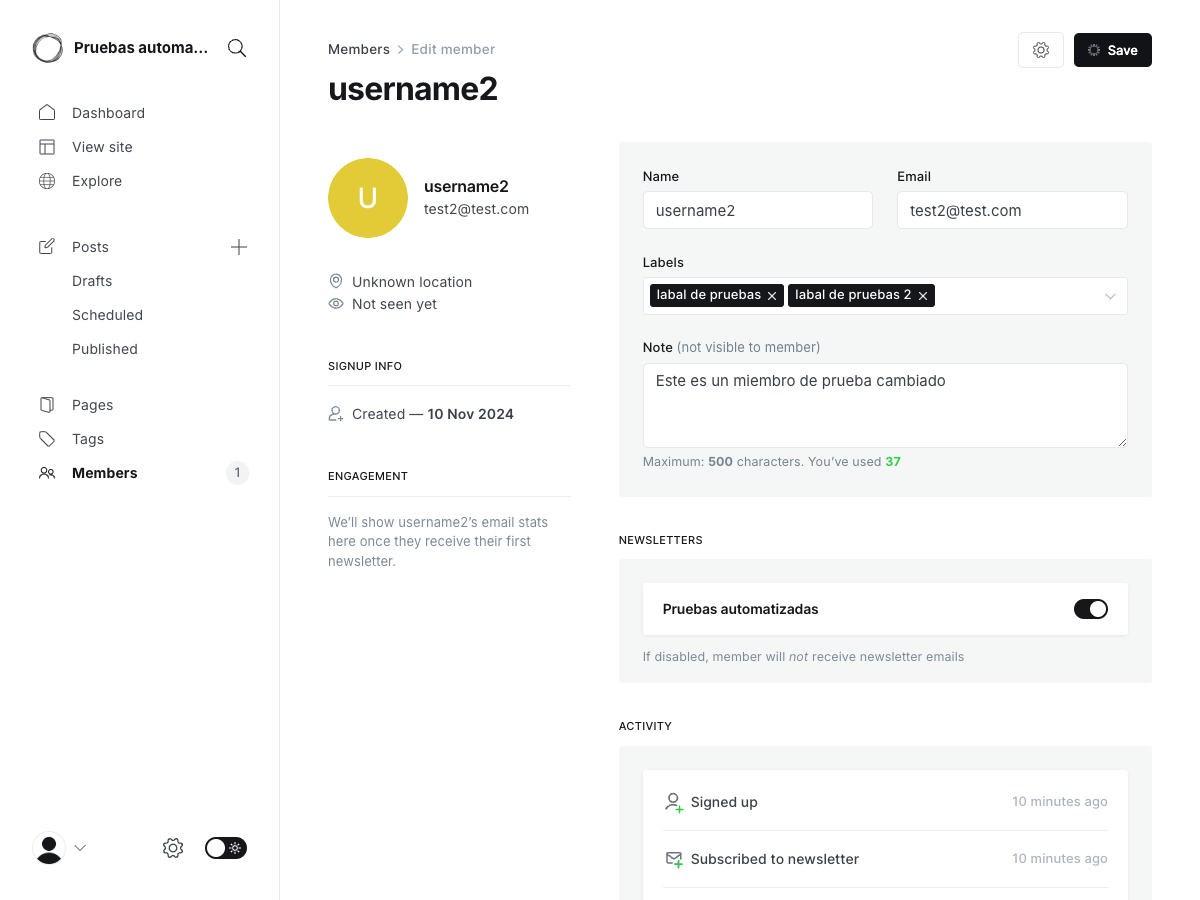 Pruebas automa...
Dashboard
View site
Explore
Posts
Drafts
Scheduled
Published
Pages
Tags
Members
1
Members
Edit member
Save
username2
U
username2
test2@test.com
Unknown location
Not seen yet
SIGNUP INFO
Created — 10 Nov 2024
ENGAGEMENT
We’ll show username2’s email stats
here once they receive their first
newsletter.
Name
Email
username2
test2@test.com
Labels
labal de pruebas
labal de pruebas 2
Note (not visible to member)
Este es un miembro de prueba cambiado
Maximum: 500 characters. You’ve used 37
NEWSLETTERS
Pruebas automatizadas
If disabled, member will not receive newsletter emails
ACTIVITY
Signed up
10 minutes ago
Subscribed to newsletter
10 minutes ago